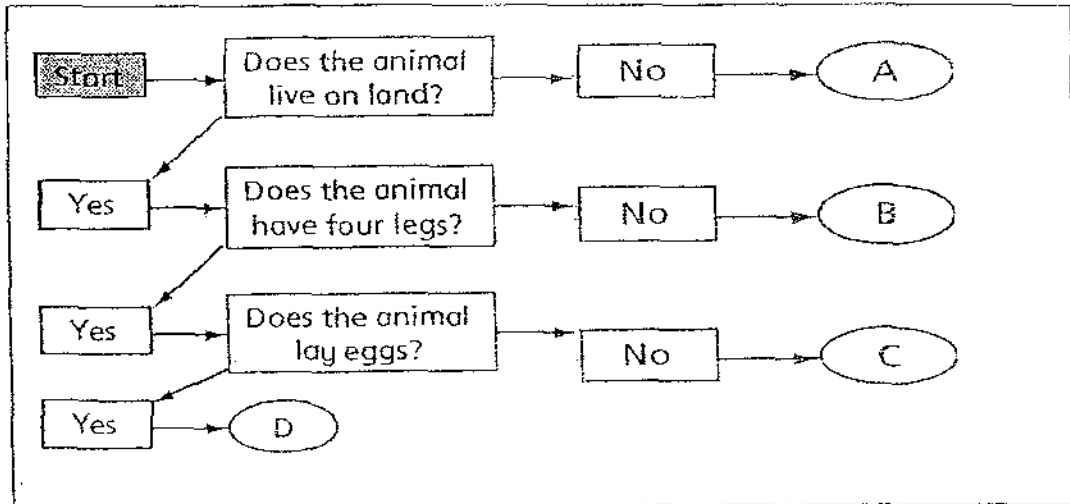 Start
Does the animal
live on land?
No
A
Yes
Does the animal
have four legs?
No
B
Yes
Does the animal
lay eggs?
No
C
Yes
D